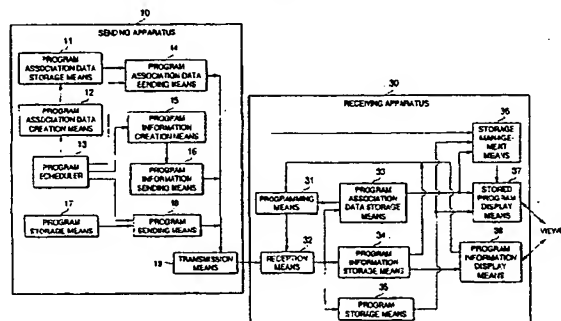 10
SENDING APPARATUS
11
PROGRAM
ASSOCIATION DATA
STORAGE MEANS
14
PROGRAM
ASSOCIATION DATA
SENDING MEANS
12
PROGRAM
ASSOCIATION DATA
CREATION MEANS
15
PROGRAM
INFORMATION
CREATION MEANS
13
PROGRAM
SCHEDULER
16
PROGRAM
INFORMATION
SENDING MEANS
17
PROGRAM
STORAGE MEANS
18
PROGRAM
SENDING MEANS
19
TRANSMISSION
MEANS
30
RECEIVING APPARATUS
36
STORAGE
MANAGE-
MENT
MEANS
31
PROGRAMMING
MEANS
33
PROGRAM
ASSOCIATION
DATA STORAGE
MEANS
37
STORED
PROGRAM
DISPLAY
MEANS
32
RECEPTION
MEANS
34
PROGRAM
INFORMATION
STORAGE MEANS
38
PROGRAM
INFORMATION
DISPLAY
MEANS
35
PROGRAM
STORAGE MEANS